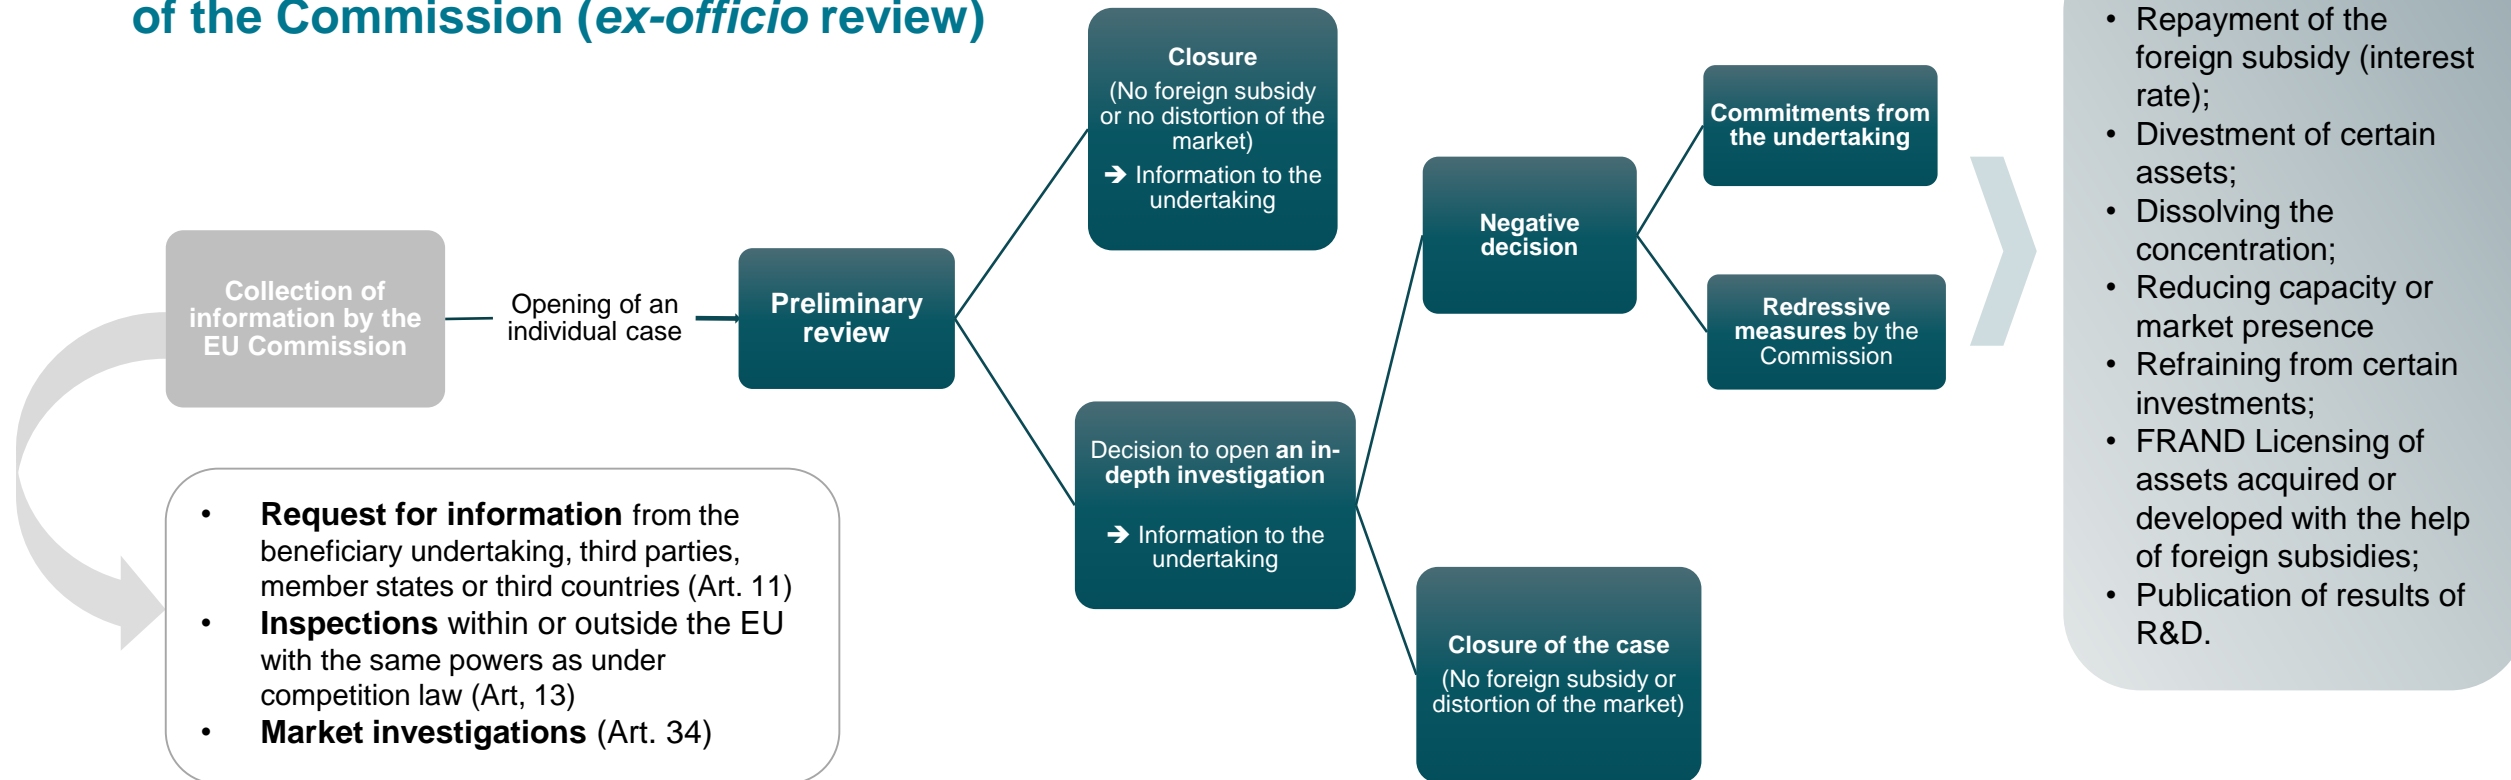 of the Commission (ex-officio review)
Collection of
information by the
EU Commission
Opening of an
individual case
Preliminary
review
Closure
(No foreign subsidy
or no distortion of the
market)
➔ Information to the
undertaking
Decision to open an in-
depth investigation
➔ Information to the
undertaking
Negative
decision
Closure of the case
(No foreign subsidy or
distortion of the market)
Commitments from
the undertaking
Redressive
measures by the
Commission
• Repayment of the
foreign subsidy (interest
rate);
• Divestment of certain
assets;
• Dissolving the
concentration;
• Reducing capacity or
market presence
• Refraining from certain
investments;
• FRAND Licensing of
assets acquired or
developed with the help
of foreign subsidies;
• Publication of results of
R&D.
• Request for information from the
beneficiary undertaking, third parties,
member states or third countries (Art. 11)
• Inspections within or outside the EU
with the same powers as under
competition law (Art, 13)
• Market investigations (Art. 34)